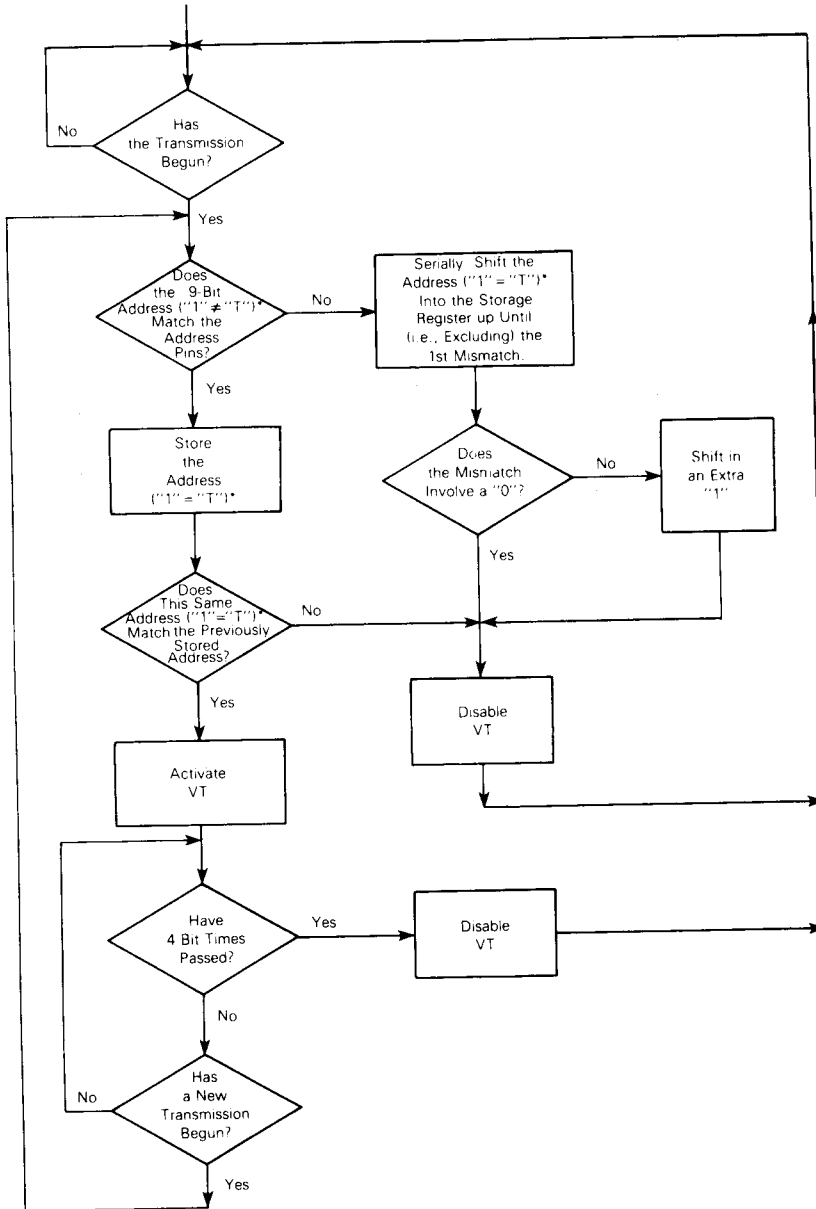 No
Has
the Transmission
Begun?
Yes
Does
the 9-Bit
Address ("1" ≠ "T")*
Match the
Address
Pins?
No
Serially Shift the
Address ("1" = "T")*
Into the Storage
Register up Until
(i.e., Excluding) the
1st Mismatch.
Yes
Store
the
Address
("1" = "T")*
Does
the Mismatch
Involve a "0"?
No
Shift in
an Extra
"1"
Yes
Does
This Same
Address ("1"="T")*
Match the Previously
Stored
Address?
No
Yes
Disable
VT
Activate
VT
Have
4 Bit Times
Passed?
Yes
Disable
VT
No
Has
a New
Transmission
Begun?
No
Yes